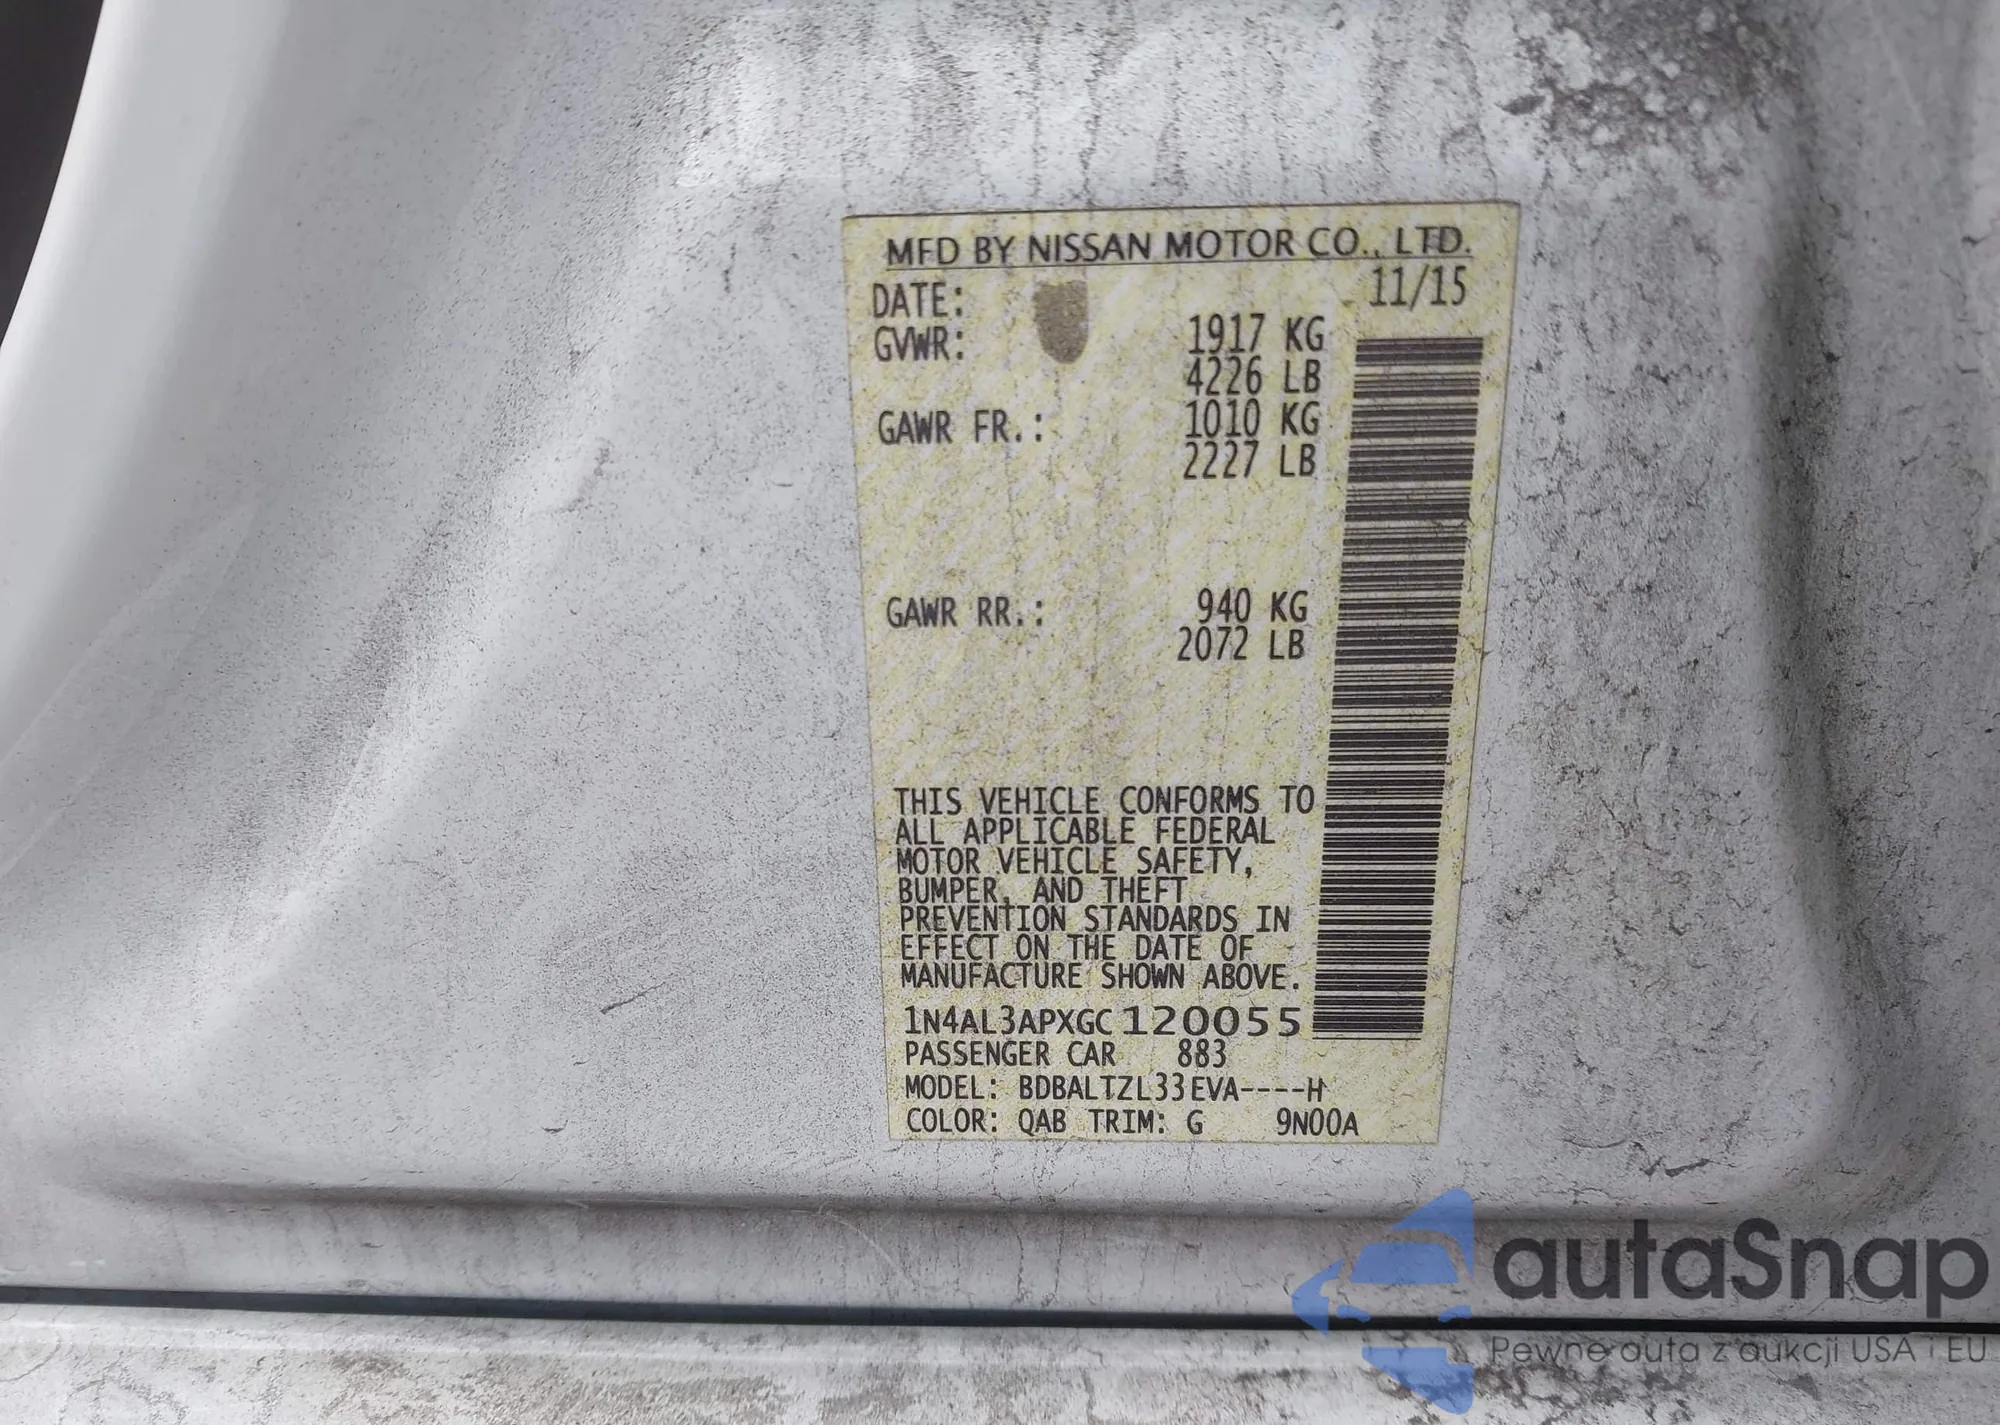 MFD BY NISSAN MOTOR CO., LTD.
DATE: 11/15
GVWR: 1917 KG
4226 LB
GAWR FR.: 1010 KG
2227 LB
GAWR RR.: 940 KG
2072 LB
THIS VEHICLE CONFORMS TO
ALL APPLICABLE FEDERAL
MOTOR VEHICLE SAFETY,
BUMPER, AND THEFT
PREVENTION STANDARDS IN
EFFECT ON THE DATE OF
MANUFACTURE SHOWN ABOVE.
1N4AL3APXGC120055
PASSENGER CAR 883
MODEL: BDBALTZL33EVA----H
COLOR: QAB TRIM: G 9N00A
autaSnap
Pewne auta z aukcji USA i EU